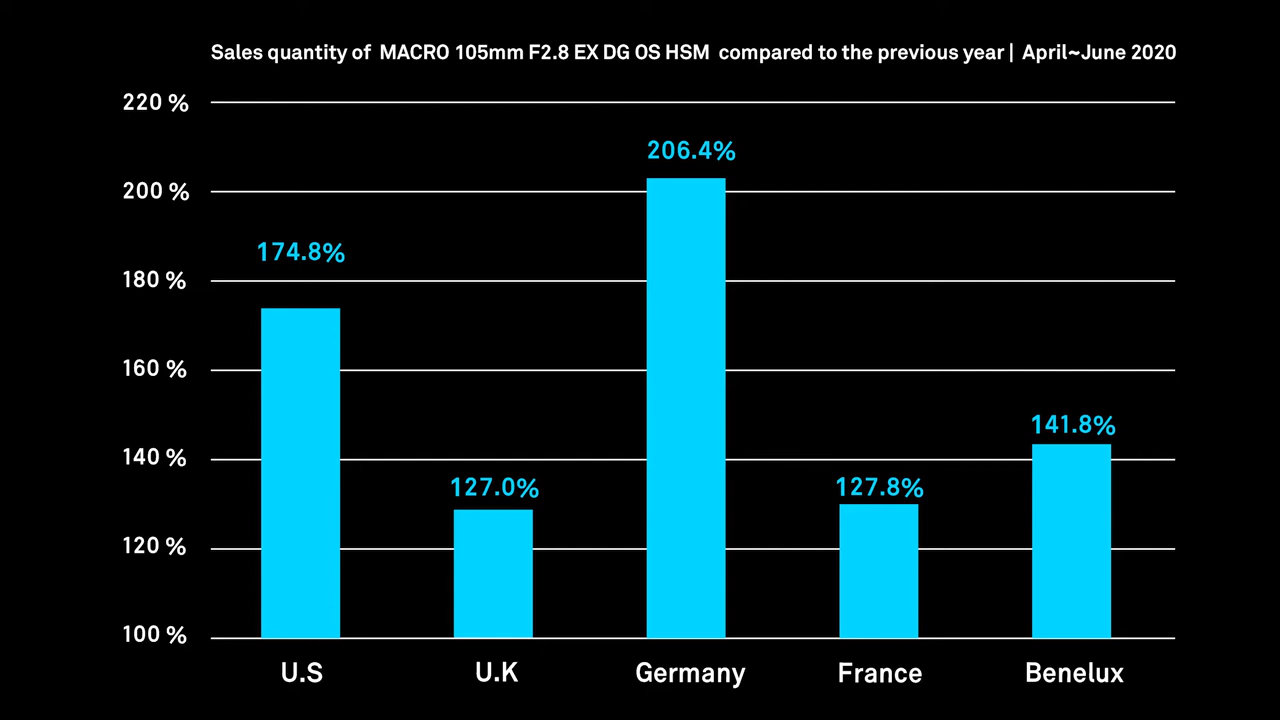 Sales quantity of MACRO 105mm F2.8 EX DG OS HSM compared to the previous year | April~June 2020
220 %
206.4%
200 %
174.8%
180 %
160 %
141.8%
140 %
127.0%
127.8%
120 %
100 %
U.S
U.K
Germany
France
Benelux